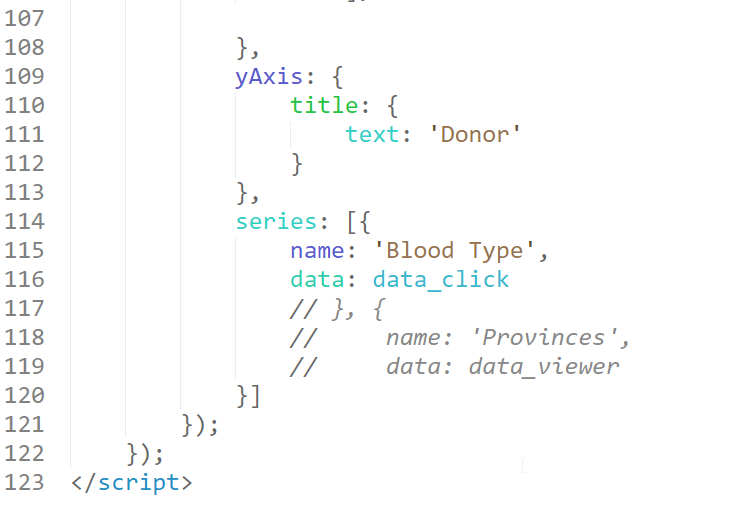 107
108 },
109 yAxis: {
110 title: {
111 text: 'Donor'
112 }
113 },
114 series: [{
115 name: 'Blood Type',
116 data: data_click
117 // }, {
118 // name: 'Provinces',
119 // data: data_viewer
120 }]
121 });
122 });
123 </script>